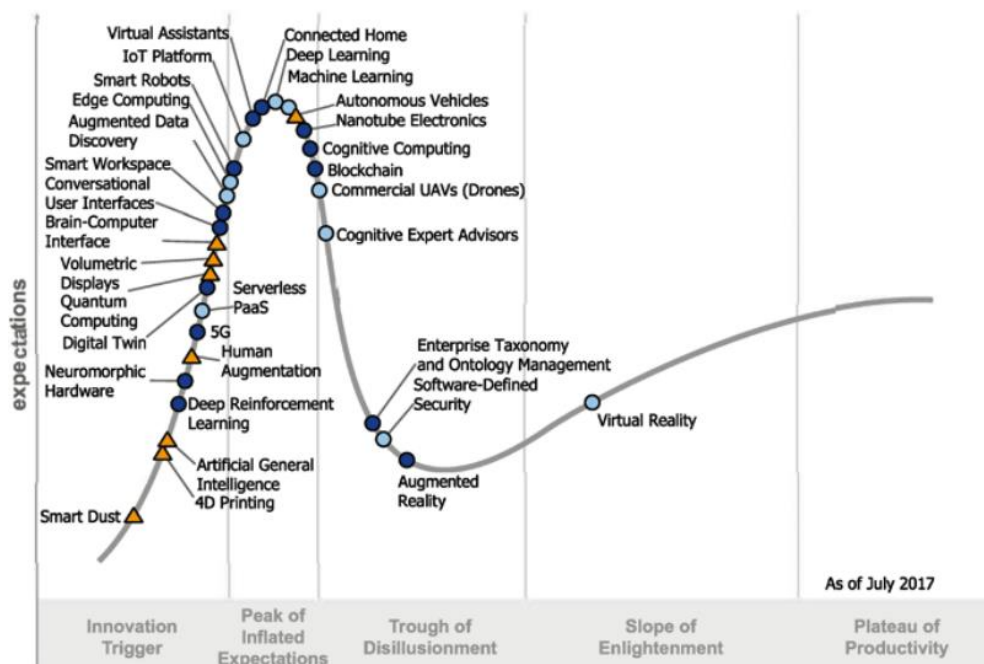 Virtual Assistants
IoT Platform
Smart Robots
Edge Computing
Augmented Data
Discovery
Smart Workspace
Conversational
User Interfaces
Brain-Computer
Interface
Volumetric
Displays
Quantum
Computing
Digital Twin
Serverless
PaaS
5G
Human
Augmentation
Neuromorphic
Hardware
Deep Reinforcement
Learning
Artificial General
Intelligence
4D Printing
Smart Dust
Connected Home
Deep Learning
Machine Learning
Autonomous Vehicles
Nanotube Electronics
Cognitive Computing
Blockchain
Commercial UAVs (Drones)
Cognitive Expert Advisors
Enterprise Taxonomy
and Ontology Management
Software-Defined
Security
Augmented
Reality
Virtual Reality
expectations
As of July 2017
Innovation
Trigger
Peak of
Inflated
Expectations
Trough of
Disillusionment
Slope of
Enlightenment
Plateau of
Productivity